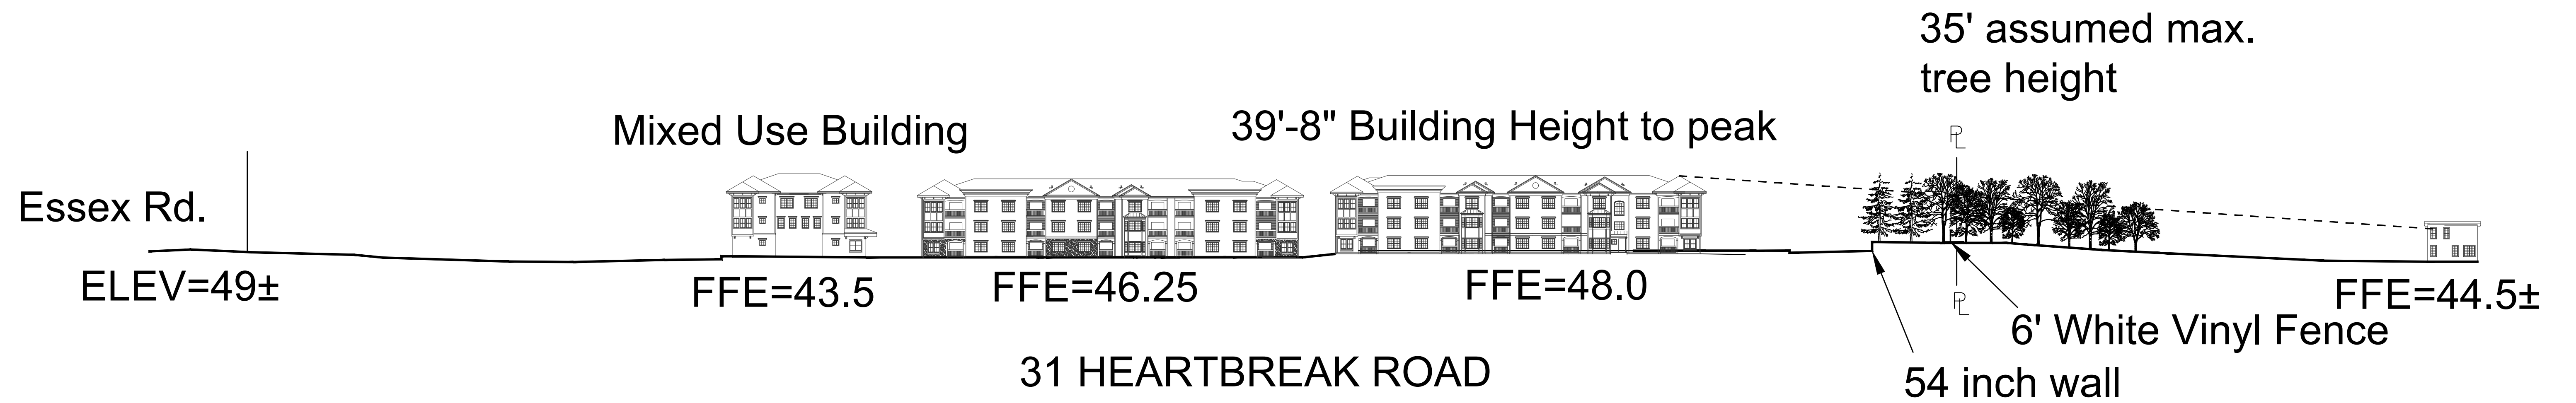 35' assumed max.
tree height
Mixed Use Building
39'-8" Building Height to peak
PL
Essex Rd.
ELEV=49±
FFE=43.5
FFE=46.25
FFE=48.0
PL
FFE=44.5±
6' White Vinyl Fence
31 HEARTBREAK ROAD
54 inch wall